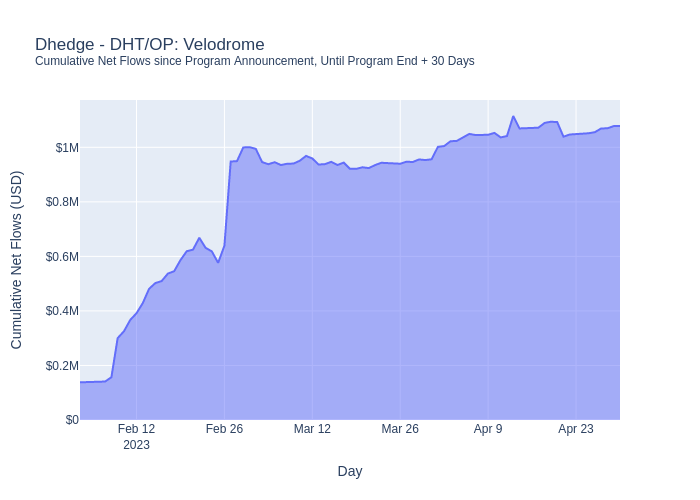 Dhedge - DHT/OP: Velodrome
Cumulative Net Flows since Program Announcement, Until Program End + 30 Days
Cumulative Net Flows (USD)
$1M
$0.8M
$0.6M
$0.4M
$0.2M
$0
Feb 12
2023
Feb 26
Mar 12
Mar 26
Apr 9
Apr 23
Day